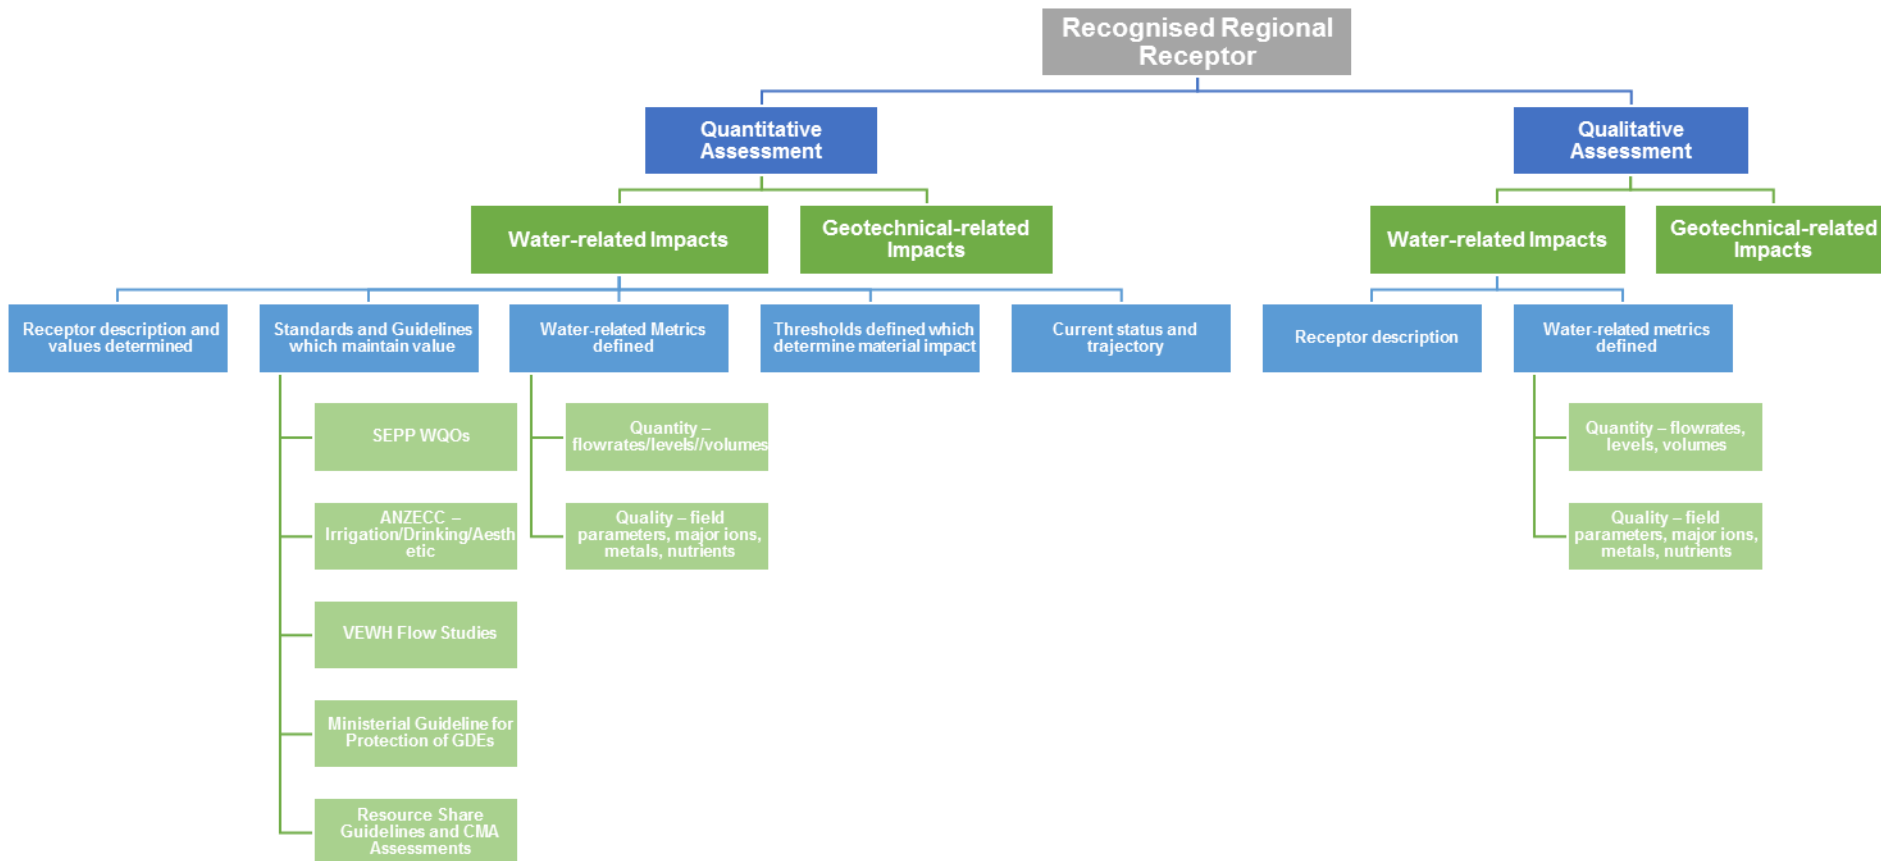 Recognised Regional
Receptor
Quantitative
Assessment
Qualitative
Assessment
Water-related Impacts
Geotechnical-related
Impacts
Water-related Impacts
Geotechnical-related
Impacts
Receptor description and
values determined
Standards and Guidelines
which maintain value
Water-related Metrics
defined
Thresholds defined which
determine material impact
Current status and
trajectory
Receptor description
Water-related metrics
defined
SEPP WQOs
ANZECC –
Irrigation/Drinking/Aesth
etic
VEWH Flow Studies
Ministerial Guideline for
Protection of GDEs
Resource Share
Guidelines and CMA
Assessments
Quantity –
flowrates/levels//volumes
Quality – field
parameters, major ions,
metals, nutrients
Quantity – flowrates,
levels, volumes
Quality – field
parameters, major ions,
metals, nutrients